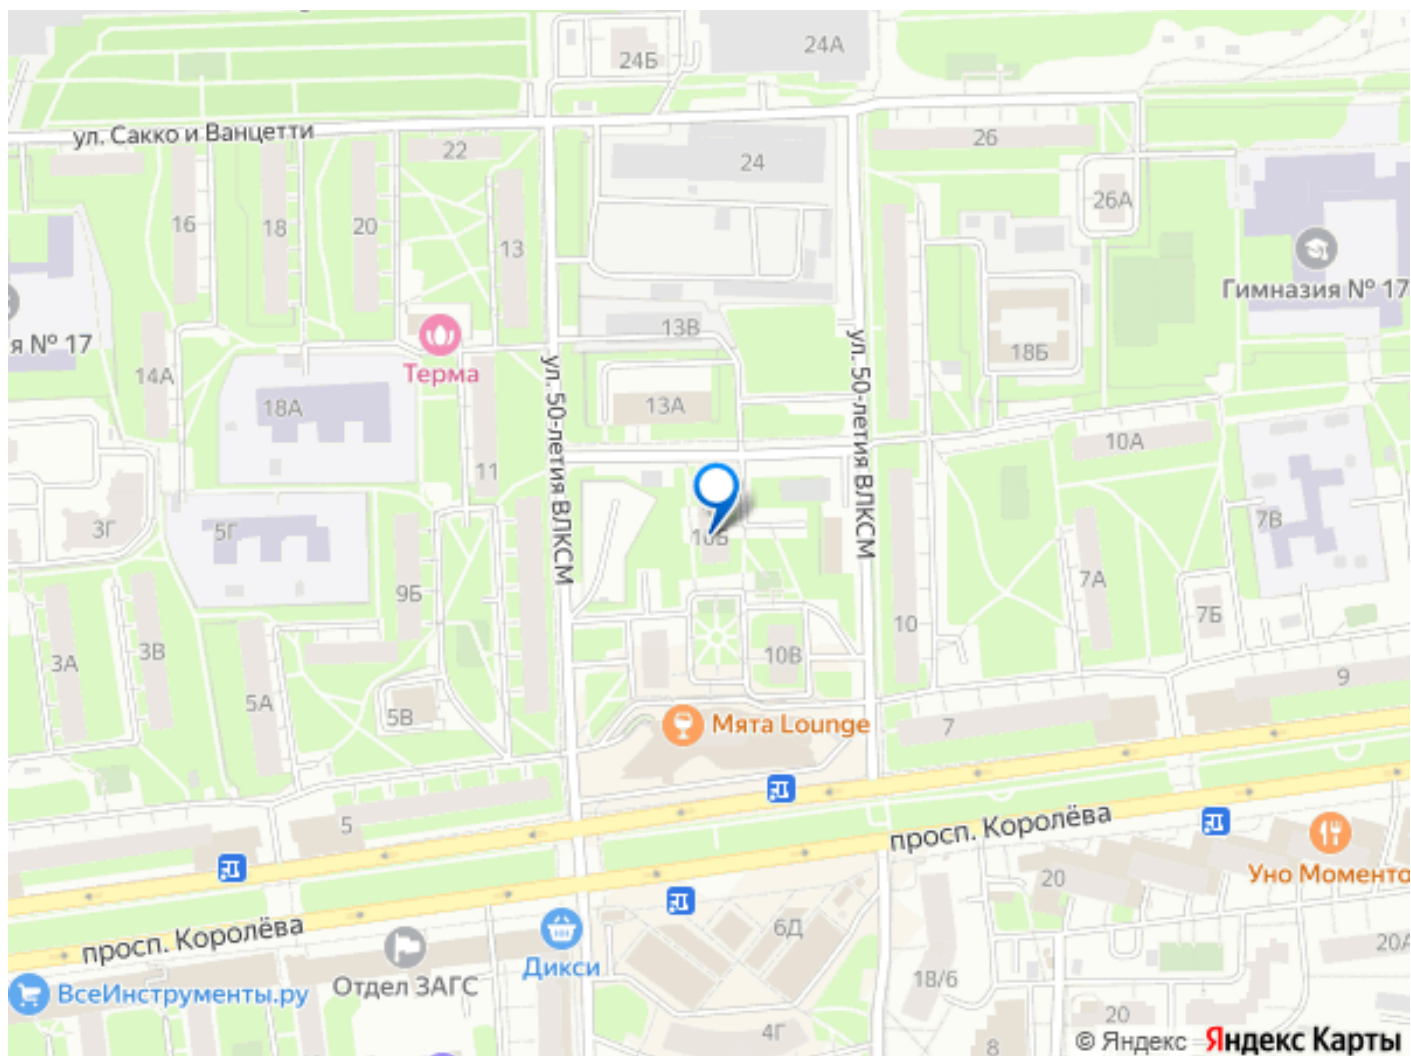 24А
24Б
ул. Сакко и Ванцетти
22
24
26
16
18
20
13
26А
Гимназия № 17
13В
я № 17
18Б
14А
Терма
18А
13А
ул. 50-летия ВЛКСМ
ул. 50-летия ВЛКСМ
10А
11
3Г
5Г
10Б
7В
9Б
7А
7Б
10
3А
3В
10В
5А
5В
9
Мята Lounge
7
5
просп. Королёва
Уно Моменто
20
просп. Королёва
6Д
20А
Дикси
Отдел ЗАГС
18/6
ВсеИнструменты.ру
20
4Г
8
© Яндекс Яндекс Карты